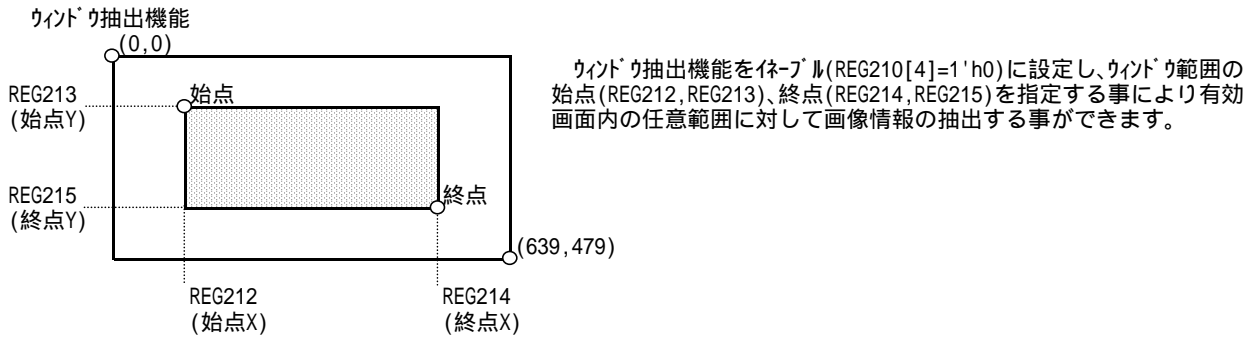 ｳｨﾝﾄﾞｳ抽出機能
(0,0)
ｳｨﾝﾄﾞｳ抽出機能をｲﾈｰﾌﾞﾙ(REG210[4]=1'h0)に設定し､ｳｨﾝﾄﾞｳ範囲の
始点(REG212,REG213)､終点(REG214,REG215)を指定する事により有効
画面内の任意範囲に対して画像情報の抽出する事ができます。
REG213
(始点Y)
始点
REG215
(終点Y)
終点
(639,479)
REG212
(始点X)
REG214
(終点X)